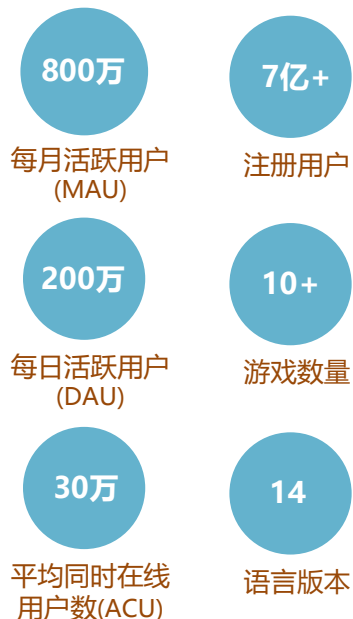 800万
每月活跃用户
(MAU)
7亿+
注册用户
200万
每日活跃用户
(DAU)
10+
游戏数量
30万
平均同时在线
用户数(ACU)
14
语言版本